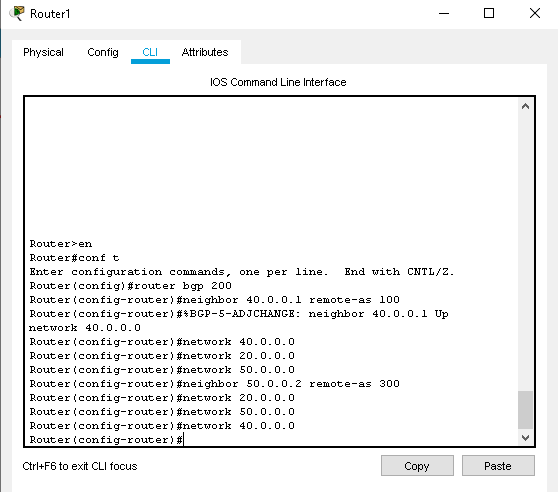 Router1
Physical Config CLI Attributes
IOS Command Line Interface
Router>en
Router#conf t
Enter configuration commands, one per line.  End with CNTL/Z.
Router(config)#router bgp 200
Router(config-router)#neighbor 40.0.0.1 remote-as 100
Router(config-router)#%BGP-5-ADJCHANGE: neighbor 40.0.0.1 Up
network 40.0.0.0
Router(config-router)#network 40.0.0.0
Router(config-router)#network 20.0.0.0
Router(config-router)#network 50.0.0.0
Router(config-router)#neighbor 50.0.0.2 remote-as 300
Router(config-router)#network 20.0.0.0
Router(config-router)#network 50.0.0.0
Router(config-router)#network 40.0.0.0
Router(config-router)#
Ctrl+F6 to exit CLI focus
Copy Paste